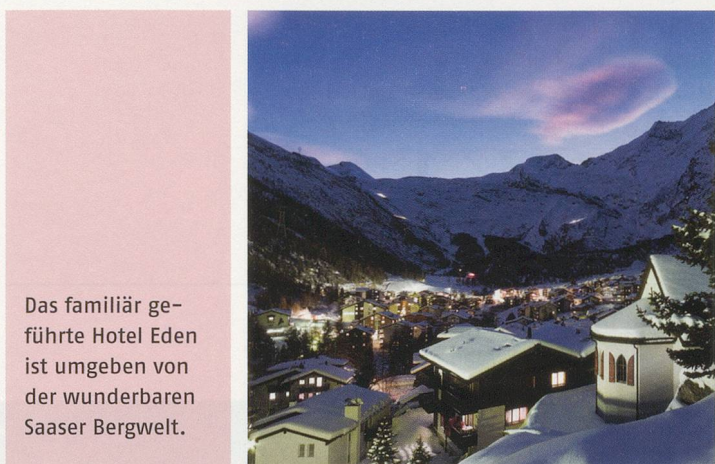 Das familiär ge-
führte Hotel Eden
ist umgeben von
der wunderbaren
Saaser Bergwelt.